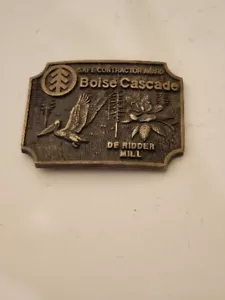 SAFE CONTRACTOR AWARD
Boise Cascade
DE RIDDER
MILL